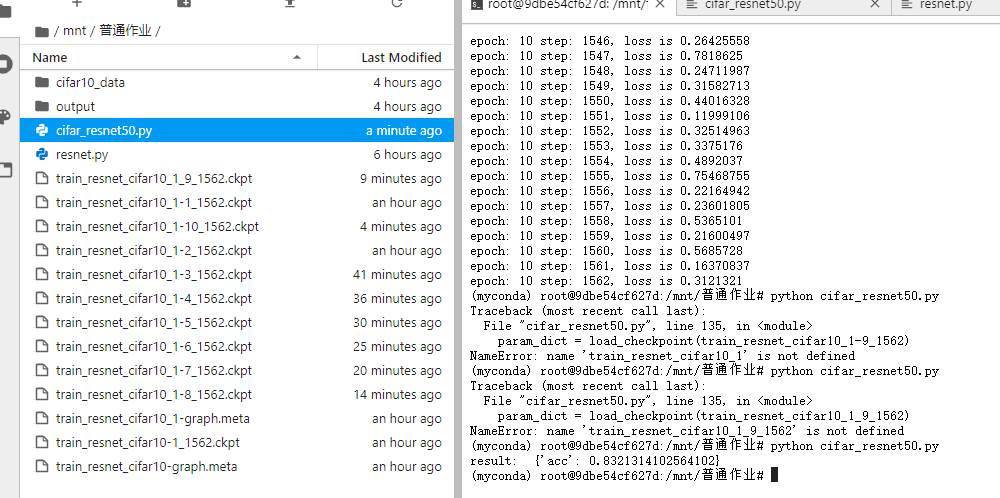 / mnt / 普通作业 /
Name Last Modified
cifar10_data 4 hours ago
output 4 hours ago
cifar_resnet50.py a minute ago
resnet.py 6 hours ago
train_resnet_cifar10_1_9_1562.ckpt 9 minutes ago
train_resnet_cifar10_1-1_1562.ckpt an hour ago
train_resnet_cifar10_1-10_1562.ckpt 4 minutes ago
train_resnet_cifar10_1-2_1562.ckpt an hour ago
train_resnet_cifar10_1-3_1562.ckpt 41 minutes ago
train_resnet_cifar10_1-4_1562.ckpt 36 minutes ago
train_resnet_cifar10_1-5_1562.ckpt 30 minutes ago
train_resnet_cifar10_1-6_1562.ckpt 25 minutes ago
train_resnet_cifar10_1-7_1562.ckpt 20 minutes ago
train_resnet_cifar10_1-8_1562.ckpt 14 minutes ago
train_resnet_cifar10_1-graph.meta an hour ago
train_resnet_cifar10-1_1562.ckpt an hour ago
train_resnet_cifar10-graph.meta an hour ago
root@9dbe54cf627d: /mnt/ cifar_resnet50.py resnet.py
epoch: 10 step: 1546, loss is 0.26425558
epoch: 10 step: 1547, loss is 0.7818625
epoch: 10 step: 1548, loss is 0.24711987
epoch: 10 step: 1549, loss is 0.31582713
epoch: 10 step: 1550, loss is 0.44016328
epoch: 10 step: 1551, loss is 0.11999106
epoch: 10 step: 1552, loss is 0.32514963
epoch: 10 step: 1553, loss is 0.3375176
epoch: 10 step: 1554, loss is 0.4892037
epoch: 10 step: 1555, loss is 0.75468755
epoch: 10 step: 1556, loss is 0.22164942
epoch: 10 step: 1557, loss is 0.23601805
epoch: 10 step: 1558, loss is 0.5365101
epoch: 10 step: 1559, loss is 0.21600497
epoch: 10 step: 1560, loss is 0.5685728
epoch: 10 step: 1561, loss is 0.16370837
epoch: 10 step: 1562, loss is 0.3121321
(myconda) root@9dbe54cf627d:/mnt/普通作业# python cifar_resnet50.py
Traceback (most recent call last):
File "cifar_resnet50.py", line 135, in <module>
param_dict = load_checkpoint(train_resnet_cifar10_1-9_1562)
NameError: name 'train_resnet_cifar10_1' is not defined
(myconda) root@9dbe54cf627d:/mnt/普通作业# python cifar_resnet50.py
Traceback (most recent call last):
File "cifar_resnet50.py", line 135, in <module>
param_dict = load_checkpoint(train_resnet_cifar10_1_9_1562)
NameError: name 'train_resnet_cifar10_1_9_1562' is not defined
(myconda) root@9dbe54cf627d:/mnt/普通作业# python cifar_resnet50.py
result: {'acc': 0.8321314102564102}
(myconda) root@9dbe54cf627d:/mnt/普通作业#